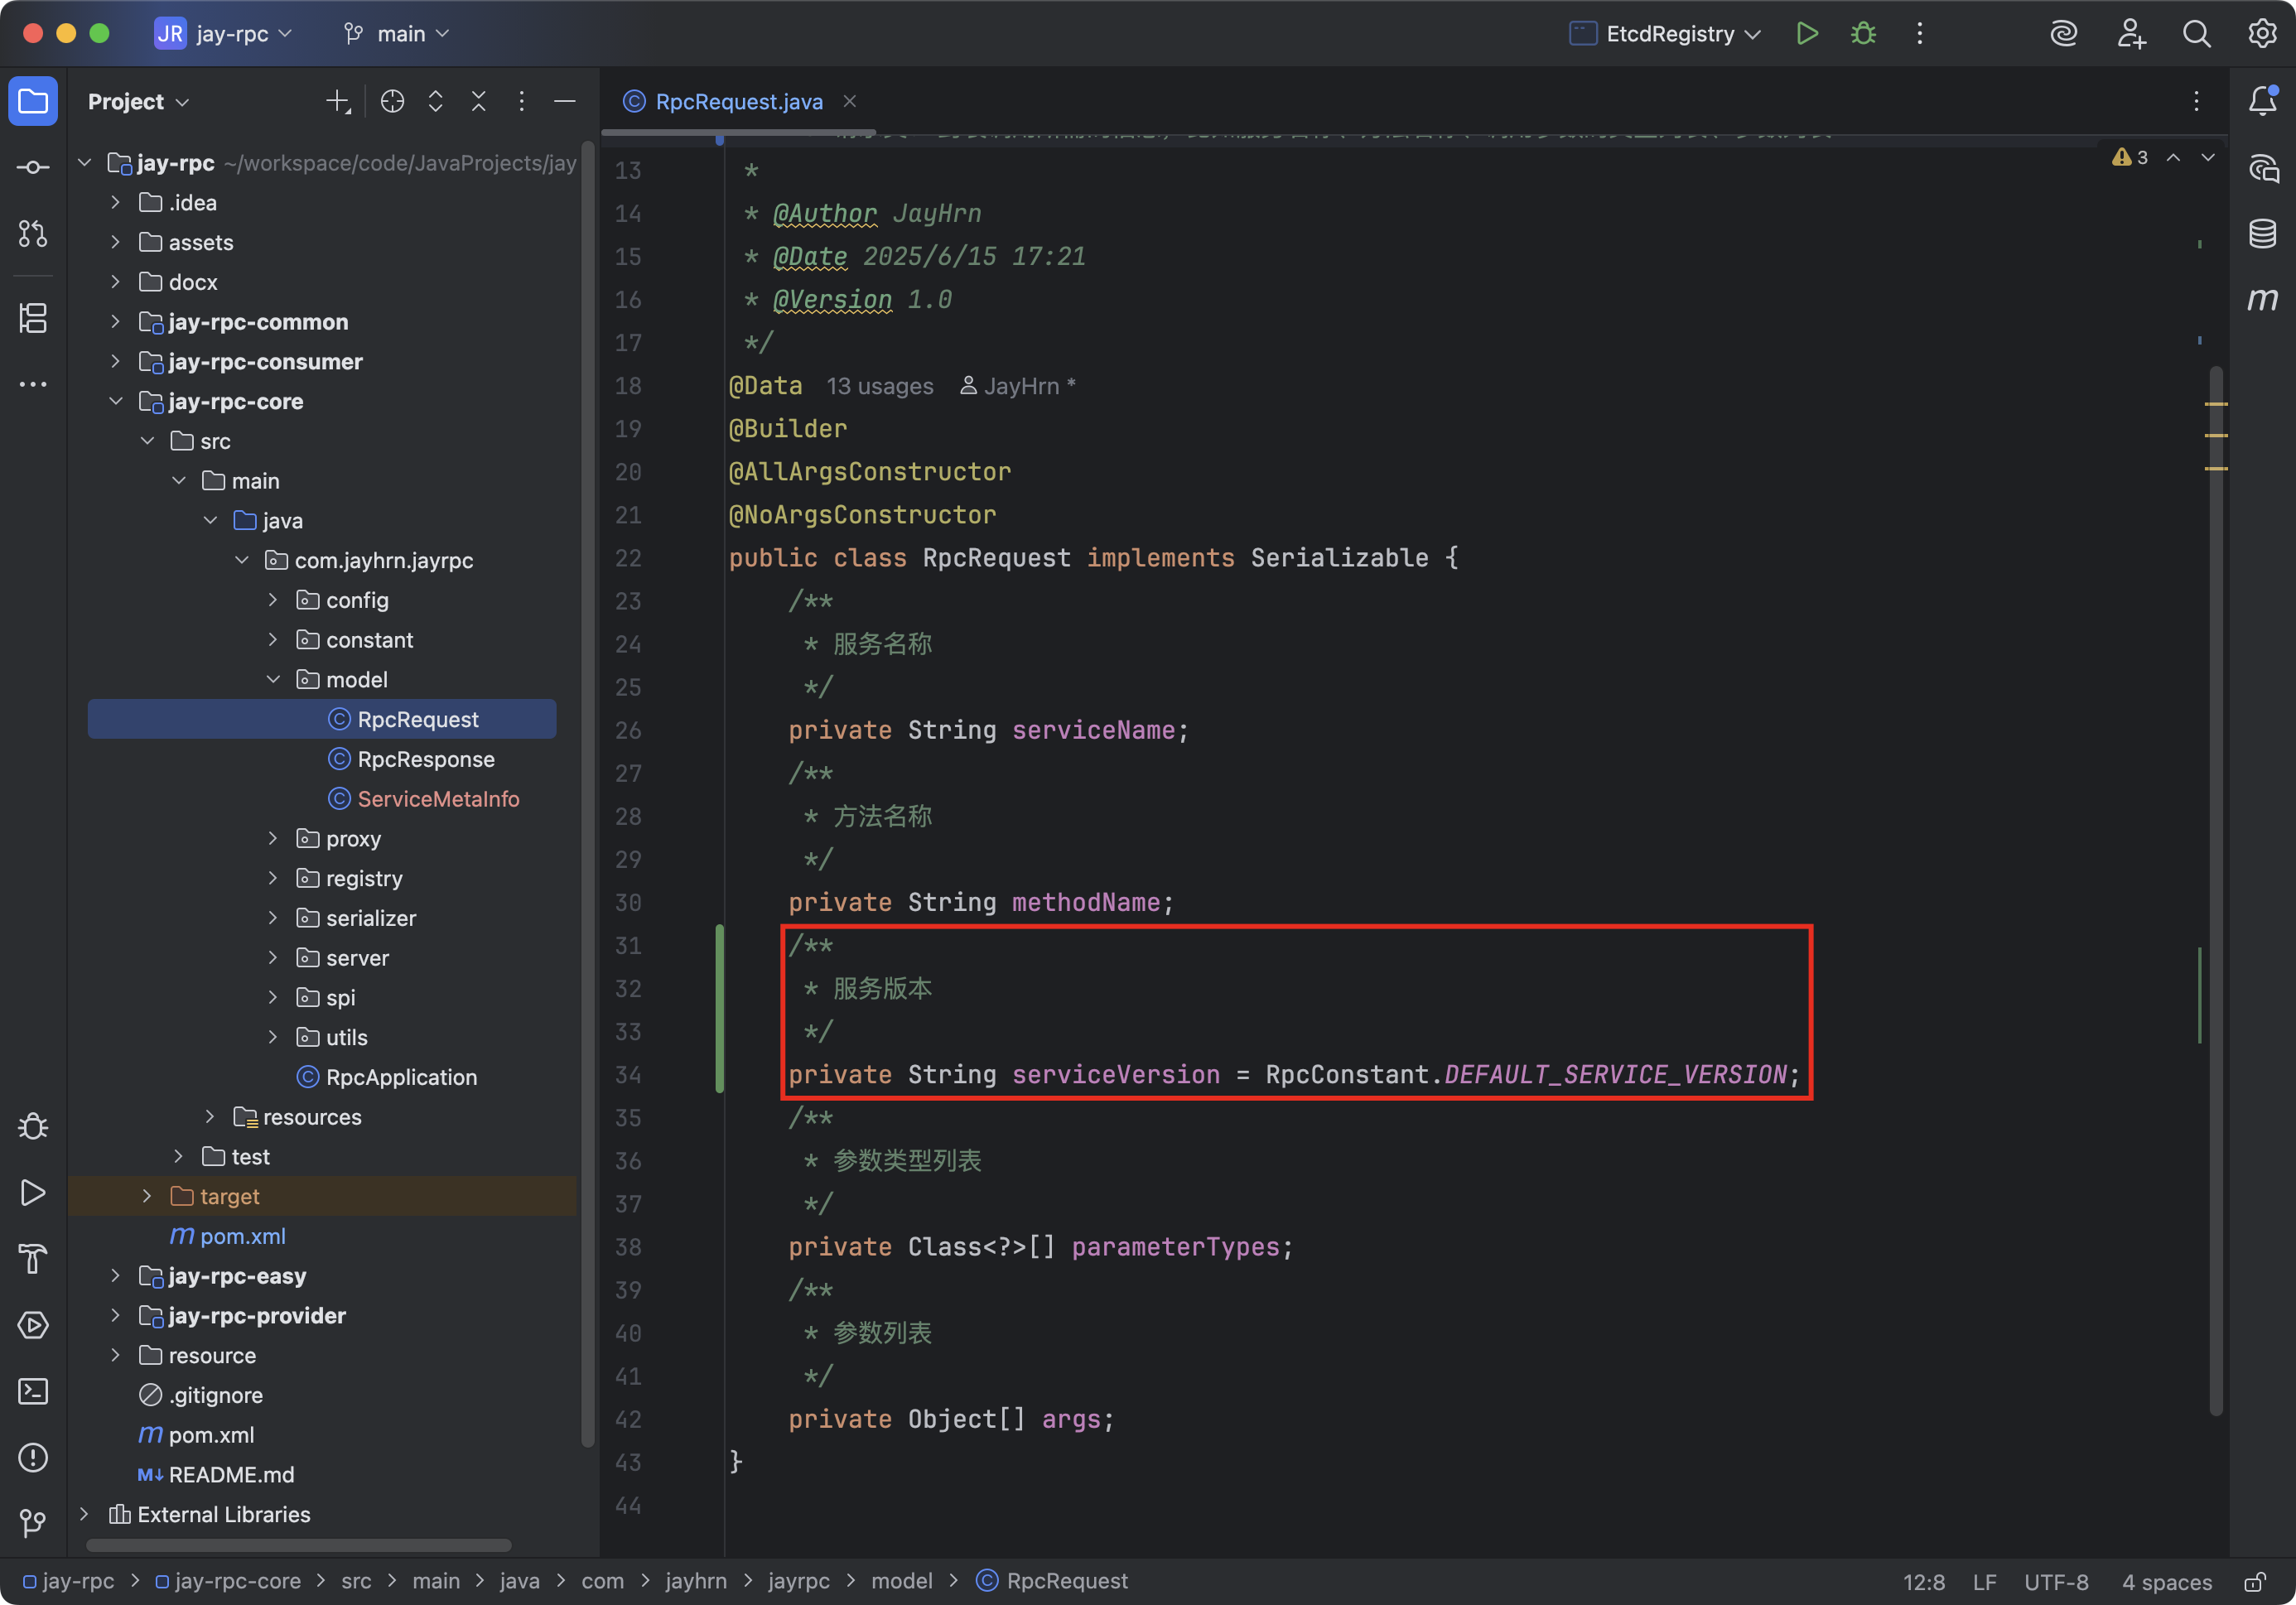 JR jay-rpc
main
EtcdRegistry
Project
RpcRequest.java
jay-rpc ~/workspace/code/JavaProjects/jay
.idea
assets
docx
jay-rpc-common
jay-rpc-consumer
jay-rpc-core
src
main
java
com.jayhrn.jayrpc
config
constant
model
RpcRequest
RpcResponse
ServiceMetaInfo
proxy
registry
serializer
server
spi
utils
RpcApplication
resources
test
target
m pom.xml
jay-rpc-easy
jay-rpc-provider
resource
.gitignore
m pom.xml
M↓ README.md
External Libraries
3
13 *
14 * @Author JayHrn
15 * @Date 2025/6/15 17:21
16 * @Version 1.0
17 */
18 @Data 13 usages JayHrn *
19 @Builder
20 @AllArgsConstructor
21 @NoArgsConstructor
22 public class RpcRequest implements Serializable {
23 /**
24 * 服务名称
25 */
26 private String serviceName;
27 /**
28 * 方法名称
29 */
30 private String methodName;
31 /**
32 * 服务版本
33 */
34 private String serviceVersion = RpcConstant.DEFAULT_SERVICE_VERSION;
35 /**
36 * 参数类型列表
37 */
38 private Class<?>[] parameterTypes;
39 /**
40 * 参数列表
41 */
42 private Object[] args;
43 }
44
m
jay-rpc > jay-rpc-core > src > main > java > com > jayhrn > jayrpc > model > RpcRequest
12:8 LF UTF-8 4 spaces